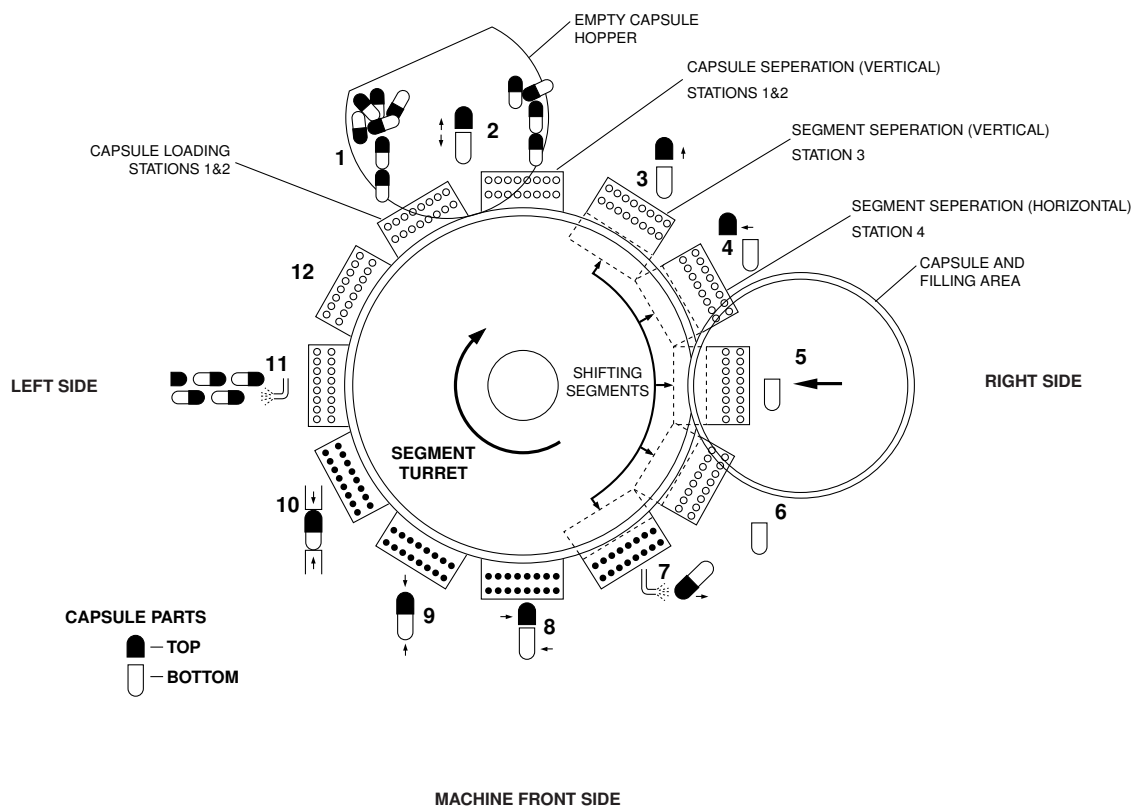 EMPTY CAPSULE
HOPPER
CAPSULE SEPERATION (VERTICAL)
STATIONS 1&2
SEGMENT SEPERATION (VERTICAL)
STATION 3
SEGMENT SEPERATION (HORIZONTAL)
STATION 4
CAPSULE AND
FILLING AREA
CAPSULE LOADING
STATIONS 1&2
1
2
3
4
5
6
7
8
9
10
11
12
LEFT SIDE
RIGHT SIDE
SHIFTING
SEGMENTS
SEGMENT
TURRET
CAPSULE PARTS
TOP
BOTTOM
MACHINE FRONT SIDE